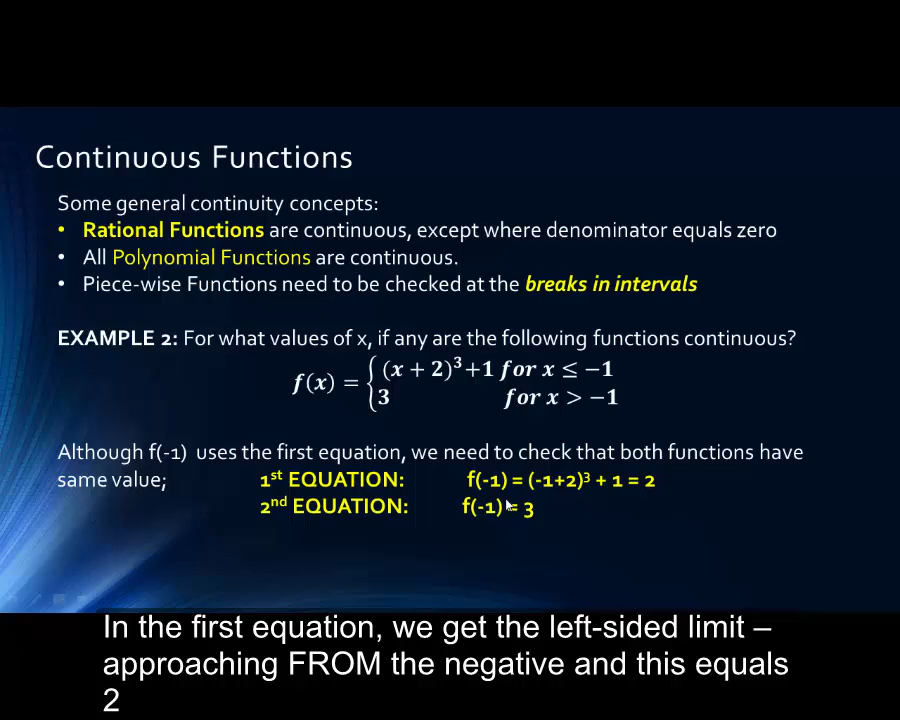 Continuous Functions
Some general continuity concepts:
• Rational Functions are continuous, except where denominator equals zero
• All Polynomial Functions are continuous.
• Piece-wise Functions need to be checked at the breaks in intervals
EXAMPLE 2: For what values of x, if any are the following functions continuous?
f(x) = { (x + 2)³+1 for x ≤ −1
3 for x > −1
Although f(-1) uses the first equation, we need to check that both functions have
same value; 1st EQUATION: f(-1) = (-1+2)³ + 1 = 2
2nd EQUATION: f(-1) = 3
In the first equation, we get the left-sided limit –
approaching FROM the negative and this equals
2